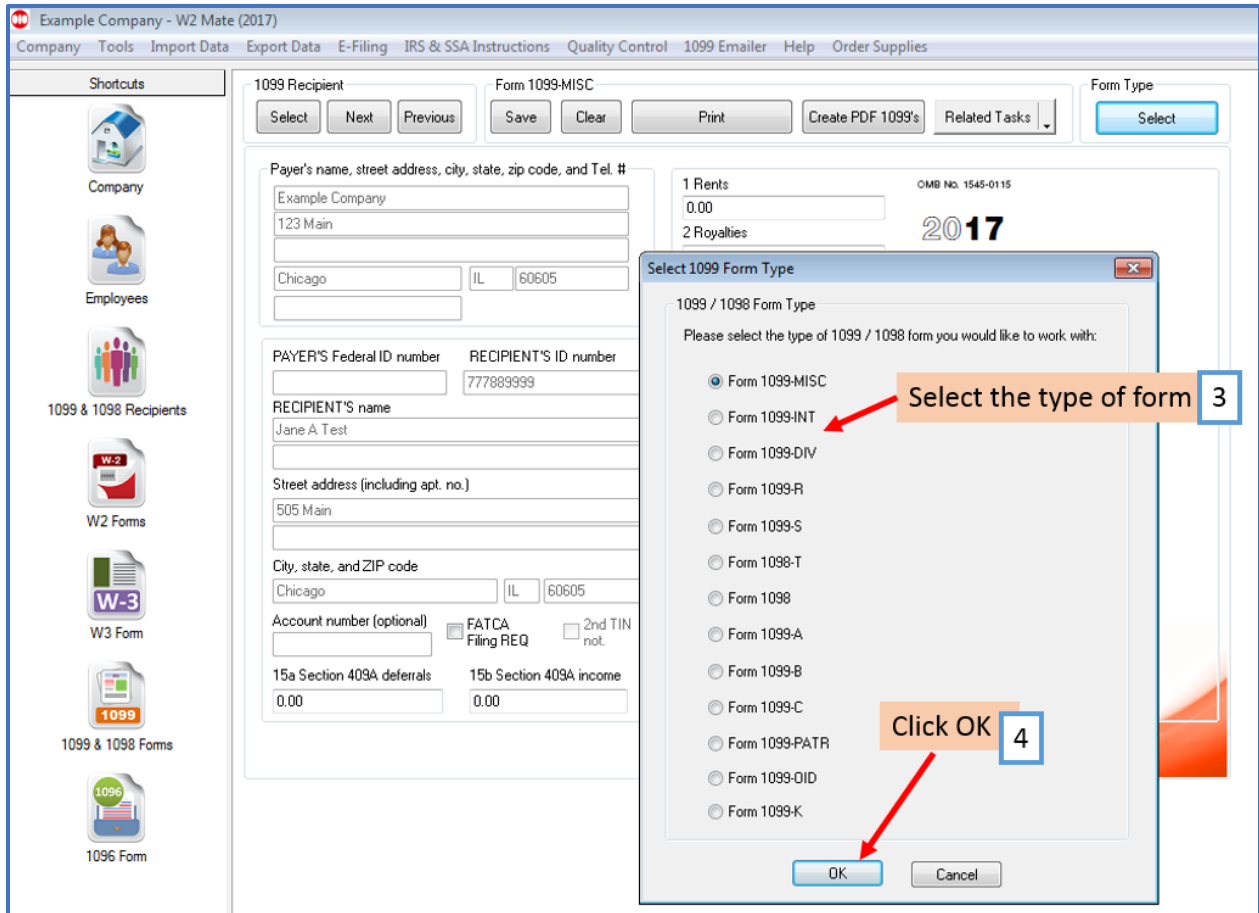 Example Company - W2 Mate (2017)
Company Tools Import Data Export Data E-Filing IRS & SSA Instructions Quality Control 1099 Emailer Help Order Supplies
Shortcuts
Company
Employees
1099 & 1098 Recipients
W-2
W2 Forms
W-3
W3 Form
1099
1099 & 1098 Forms
1096
1096 Form
1099 Recipient
Select Next Previous
Form 1099-MISC
Save Clear Print Create PDF 1099's Related Tasks
Form Type
Select
Payer's name, street address, city, state, zip code, and Tel. #
Example Company
123 Main
Chicago IL 60605
PAYER'S Federal ID number RECIPIENT'S ID number
777889999
RECIPIENT'S name
Jane A Test
Street address (including apt. no.)
505 Main
City, state, and ZIP code
Chicago IL 60605
Account number (optional) FATCA Filing REQ 2nd TIN not.
15a Section 409A deferrals 15b Section 409A income
0.00 0.00
1 Rents
0.00
2 Royalties
OMB No. 1545-0115
2017
Select 1099 Form Type
1099 / 1098 Form Type
Please select the type of 1099 / 1098 form you would like to work with:
Form 1099-MISC
Form 1099-INT
Form 1099-DIV
Form 1099-R
Form 1099-S
Form 1098-T
Form 1098
Form 1099-A
Form 1099-B
Form 1099-C
Form 1099-PATR
Form 1099-OID
Form 1099-K
OK Cancel
Select the type of form 3
Click OK 4